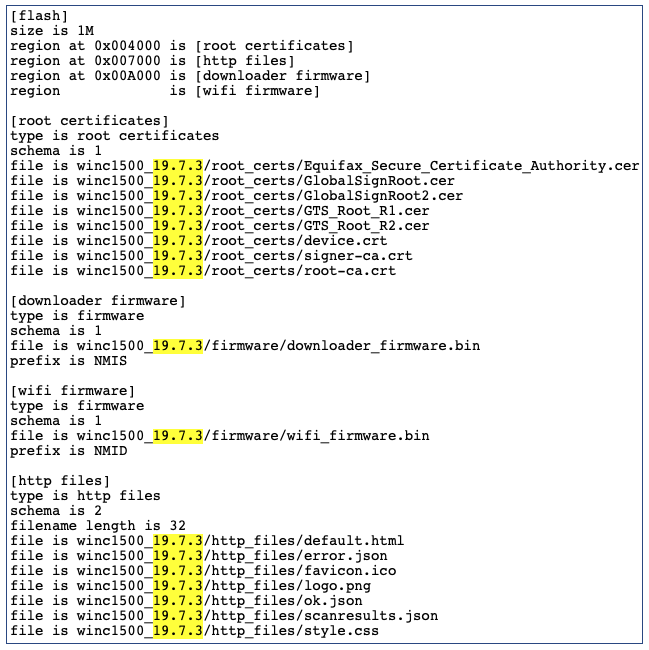 [flash]
size is 1M
region at 0x004000 is [root certificates]
region at 0x007000 is [http files]
region at 0x00A000 is [downloader firmware]
region             is [wifi firmware]

[root certificates]
type is root certificates
schema is 1
file is winc1500_19.7.3/root_certs/Equifax_Secure_Certificate_Authority.cer
file is winc1500_19.7.3/root_certs/GlobalSignRoot.cer
file is winc1500_19.7.3/root_certs/GlobalSignRoot2.cer
file is winc1500_19.7.3/root_certs/GTS_Root_R1.cer
file is winc1500_19.7.3/root_certs/GTS_Root_R2.cer
file is winc1500_19.7.3/root_certs/device.crt
file is winc1500_19.7.3/root_certs/signer-ca.crt
file is winc1500_19.7.3/root_certs/root-ca.crt

[downloader firmware]
type is firmware
schema is 1
file is winc1500_19.7.3/firmware/downloader_firmware.bin
prefix is NMIS

[wifi firmware]
type is firmware
schema is 1
file is winc1500_19.7.3/firmware/wifi_firmware.bin
prefix is NMID

[http files]
type is http files
schema is 2
filename length is 32
file is winc1500_19.7.3/http_files/default.html
file is winc1500_19.7.3/http_files/error.json
file is winc1500_19.7.3/http_files/favicon.ico
file is winc1500_19.7.3/http_files/logo.png
file is winc1500_19.7.3/http_files/ok.json
file is winc1500_19.7.3/http_files/scanresults.json
file is winc1500_19.7.3/http_files/style.css